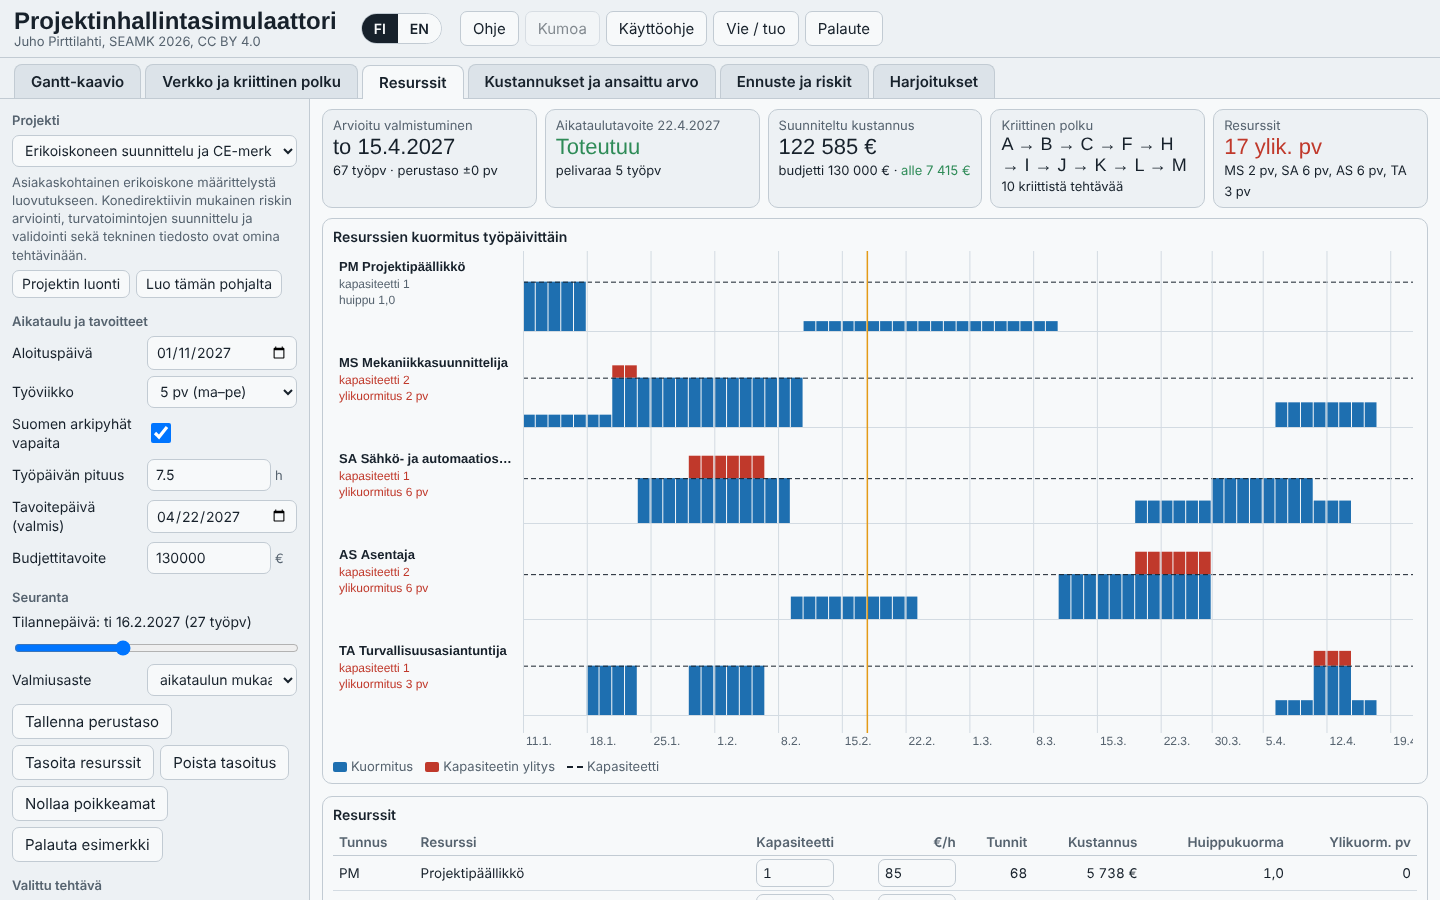 Projektinhallintasimulaattori
Juho Pirttilahti, SEAMK 2026, CC BY 4.0
FI EN
Ohje
Kumoa
Käyttöohje
Vie / tuo
Palaute
Gantt-kaavio
Verkko ja kriittinen polku
Resurssit
Kustannukset ja ansaittu arvo
Ennuste ja riskit
Harjoitukset
Projekti
Erikoiskoneen suunnittelu ja CE-merk
Asiakaskohtainen erikoiskone määrittelystä
luovutukseen. Konedirektiivin mukainen riskin
arviointi, turvatoimintojen suunnittelu ja
validointi sekä tekninen tiedosto ovat omina
tehtävinään.
Projektin luonti
Luo tämän pohjalta
Aikataulu ja tavoitteet
Aloituspäivä 01/11/2027
Työviikko 5 pv (ma–pe)
Suomen arkipyhät
vapaita
Työpäivän pituus 7.5 h
Tavoitepäivä
(valmis) 04/22/2027
Budjettitavoite 130000 €
Seuranta
Tilannepäivä: ti 16.2.2027 (27 työpv)
Valmiusaste aikataulun mukaa
Tallenna perustaso
Tasoita resurssit
Poista tasoitus
Nollaa poikkeamat
Palauta esimerkki
Valittu tehtävä
Arvioitu valmistuminen
to 15.4.2027
67 työpv · perustaso ±0 pv
Aikataulutavoite 22.4.2027
Toteutuu
pelivaraa 5 työpv
Suunniteltu kustannus
122 585 €
budjetti 130 000 € · alle 7 415 €
Kriittinen polku
A → B → C → F → H
→ I → J → K → L → M
10 kriittistä tehtävää
Resurssit
17 ylik. pv
MS 2 pv, SA 6 pv, AS 6 pv, TA
3 pv
Resurssien kuormitus työpäivittäin
PM Projektipäällikkö
kapasiteetti 1
huippu 1,0
MS Mekaniikkasuunnittelija
kapasiteetti 2
ylikuormitus 2 pv
SA Sähkö- ja automaatios…
kapasiteetti 1
ylikuormitus 6 pv
AS Asentaja
kapasiteetti 2
ylikuormitus 6 pv
TA Turvallisuusasiantuntija
kapasiteetti 1
ylikuormitus 3 pv
11.1. 18.1. 25.1. 1.2. 8.2. 15.2. 22.2. 1.3. 8.3. 15.3. 22.3. 30.3. 5.4. 12.4. 19.4
Kuormitus Kapasiteetin ylitys Kapasiteetti
Resurssit
Tunnus Resurssi Kapasiteetti €/h Tunnit Kustannus Huippukuorma Ylikuorm. pv
PM Projektipäällikkö 1 85 68 5 738 € 1,0 0